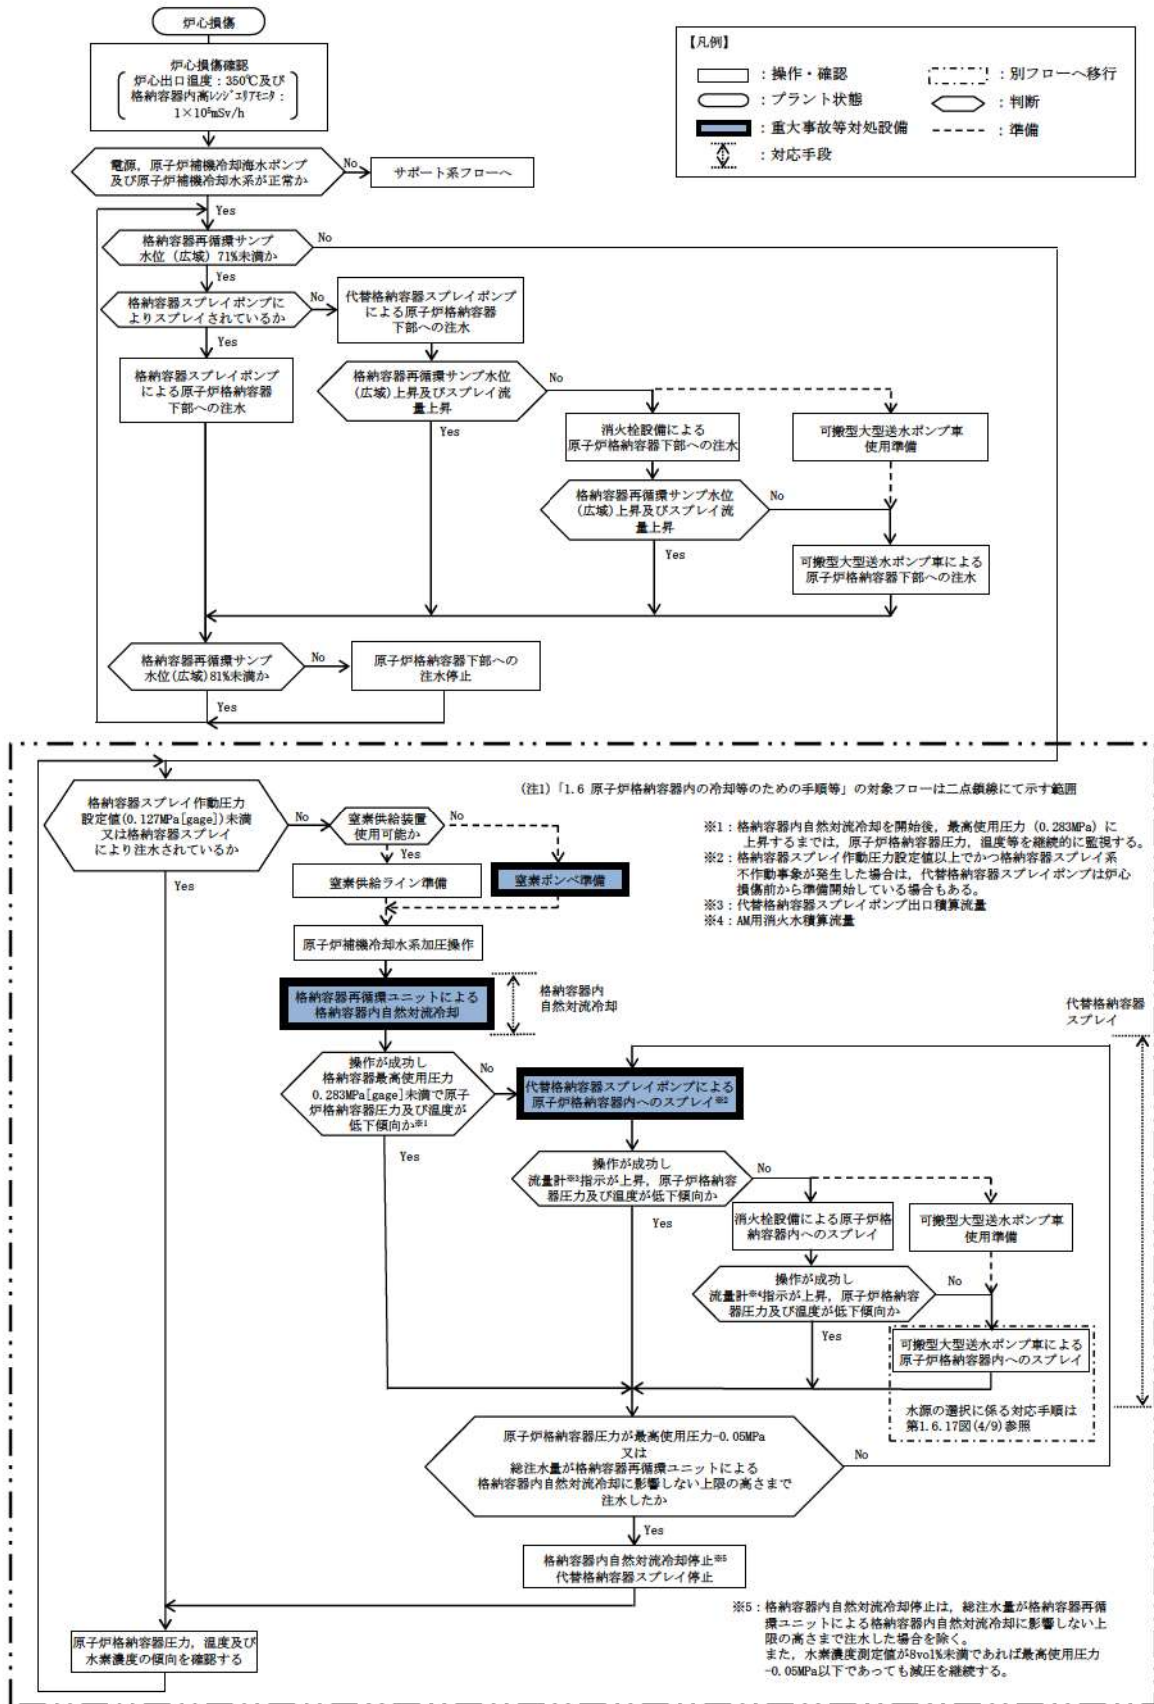 炉心損傷
炉心損傷確認
炉心出口温度:350℃及び
格納容器内高ﾚﾝｼﾞｴﾘｱﾓﾆﾀ:
1×10⁵mSv/h
【凡例】
:操作・確認
:別フローへ移行
:プラント状態
:判断
:重大事故等対処設備
:準備
:対応手段
電源，原子炉補機冷却海水ポンプ
及び原子炉補機冷却水系が正常か
No
サポート系フローへ
Yes
格納容器再循環サンプ
水位（広域）71%未満か
No
Yes
格納容器スプレイポンプに
よりスプレイされているか
No
代替格納容器スプレイポンプ
による原子炉格納容器
下部への注水
Yes
格納容器スプレイポンプ
による原子炉格納容器
下部への注水
格納容器再循環サンプ水位
(広域)上昇及びスプレイ流
量上昇
No
Yes
消火栓設備による
原子炉格納容器下部への注水
可搬型大型送水ポンプ車
使用準備
格納容器再循環サンプ水位
(広域)上昇及びスプレイ流
量上昇
No
Yes
可搬型大型送水ポンプ車による
原子炉格納容器下部への注水
格納容器再循環サンプ
水位(広域)81%未満か
No
原子炉格納容器下部への
注水停止
Yes
(注1)「1.6 原子炉格納容器内の冷却等のための手順等」の対象フローは二点鎖線にて示す範囲
格納容器スプレイ作動圧力
設定値(0.127MPa[gage])未満
又は格納容器スプレイ
により注水されているか
No
窒素供給装置
使用可能か
No
Yes
Yes
窒素供給ライン準備
窒素ボンベ準備
※1:格納容器内自然対流冷却を開始後，最高使用圧力（0.283MPa）に
上昇するまでは，原子炉格納容器圧力，温度等を継続的に監視する。
※2:格納容器スプレイ作動圧力設定値以上でかつ格納容器スプレイ系
不作動事象が発生した場合は，代替格納容器スプレイポンプは炉心
損傷前から準備開始している場合もある。
※3:代替格納容器スプレイポンプ出口積算流量
※4:AM用消火水積算流量
原子炉補機冷却水系加圧操作
格納容器再循環ユニットによる
格納容器内自然対流冷却
格納容器内
自然対流冷却
代替格納容器
スプレイ
操作が成功し
格納容器最高使用圧力
0.283MPa[gage]未満で原子
炉格納容器圧力及び温度が
低下傾向か※1
No
Yes
代替格納容器スプレイポンプによる
原子炉格納容器内へのスプレイ※2
操作が成功し
流量計※3指示が上昇，原子炉格納容
器圧力及び温度が低下傾向か
No
Yes
消火栓設備による原子炉格
納容器内へのスプレイ
可搬型大型送水ポンプ車
使用準備
操作が成功し
流量計※4指示が上昇，原子炉格納容
器圧力及び温度が低下傾向か
No
Yes
可搬型大型送水ポンプ車による
原子炉格納容器内へのスプレイ
水源の選択に係る対応手順は
第1.6.17図(4/9)参照
原子炉格納容器圧力が最高使用圧力-0.05MPa
又は
総注水量が格納容器再循環ユニットによる
格納容器内自然対流冷却に影響しない上限の高さまで
注水したか
No
Yes
格納容器内自然対流冷却停止※5
代替格納容器スプレイ停止
※5:格納容器内自然対流冷却停止は，総注水量が格納容器再循
環ユニットによる格納容器内自然対流冷却に影響しない上
限の高さまで注水した場合を除く。
また，水素濃度測定値が8vol%未満であれば最高使用圧力
-0.05MPa以下であっても減圧を継続する。
原子炉格納容器圧力，温度及び
水素濃度の傾向を確認する